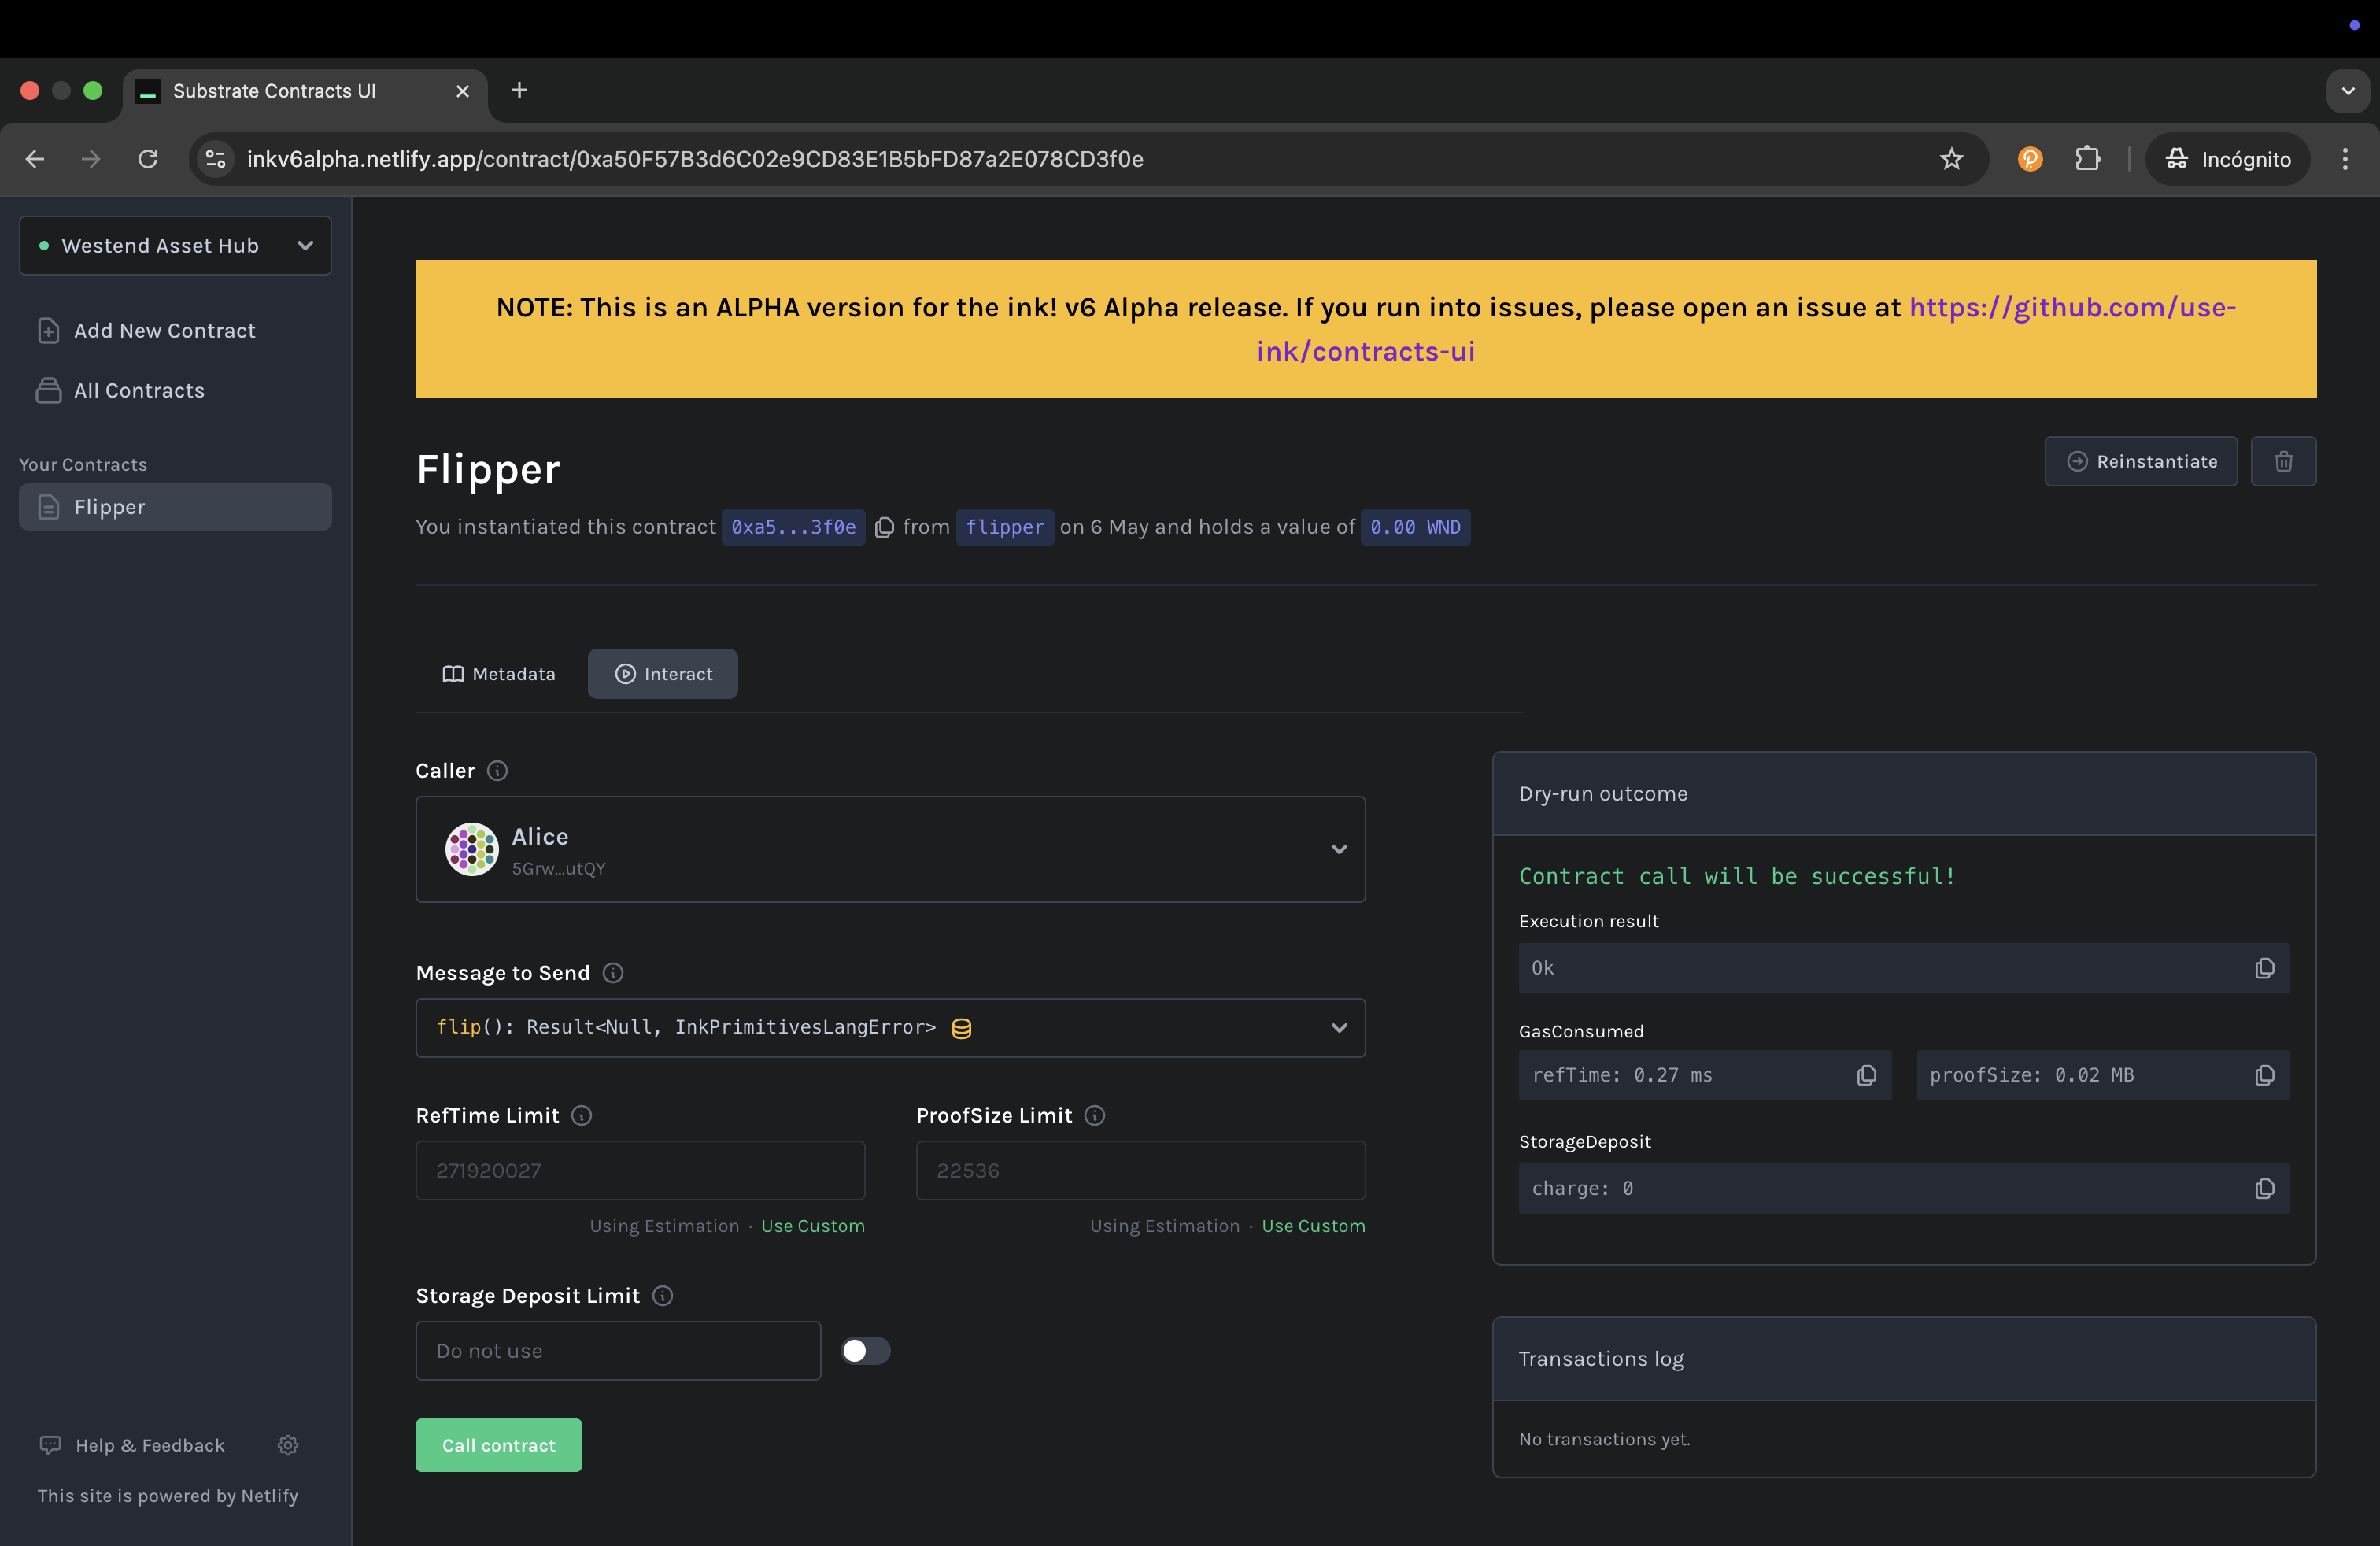 Substrate Contracts UI
inkv6alpha.netlify.app/contract/0xa50F57B3d6C02e9CD83E1B5bFD87a2E078CD3f0e
Incógnito
Westend Asset Hub
Add New Contract
All Contracts
Your Contracts
Flipper
Help & Feedback
This site is powered by Netlify
NOTE: This is an ALPHA version for the ink! v6 Alpha release. If you run into issues, please open an issue at https://github.com/use-
ink/contracts-ui
Flipper
Reinstantiate
You instantiated this contract 0xa5...3f0e from flipper on 6 May and holds a value of 0.00 WND
Metadata
Interact
Caller
Alice
5Grw...utQY
Message to Send
flip(): Result<Null, InkPrimitivesLangError>
RefTime Limit
ProofSize Limit
271920027
22536
Using Estimation · Use Custom
Using Estimation · Use Custom
Storage Deposit Limit
Do not use
Call contract
Dry-run outcome
Contract call will be successful!
Execution result
Ok
GasConsumed
refTime: 0.27 ms
proofSize: 0.02 MB
StorageDeposit
charge: 0
Transactions log
No transactions yet.